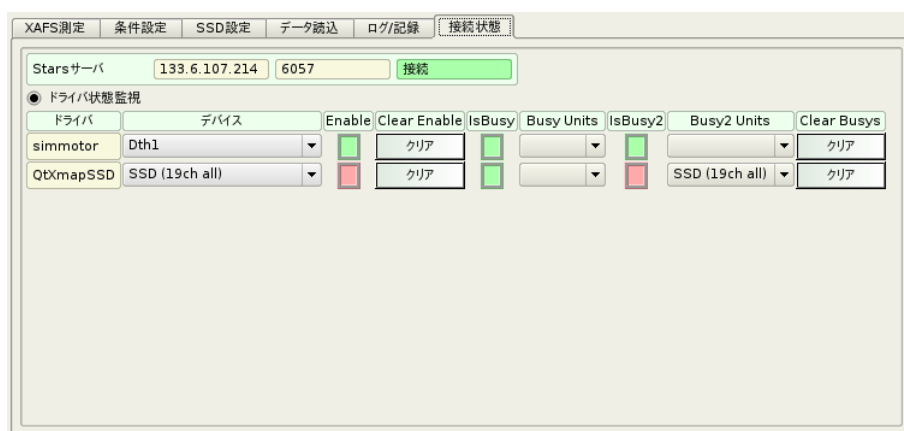 XAFS測定 条件設定 SSD設定 データ読込 ログ/記録 接続状態
Starsサーバ 133.6.107.214 6057 接続
ドライバ状態監視
ドライバ デバイス Enable Clear Enable IsBusy Busy Units IsBusy2 Busy2 Units Clear Busys
simmotor Dth1 クリア クリア
QtXmapSSD SSD (19ch all) クリア SSD (19ch all) クリア